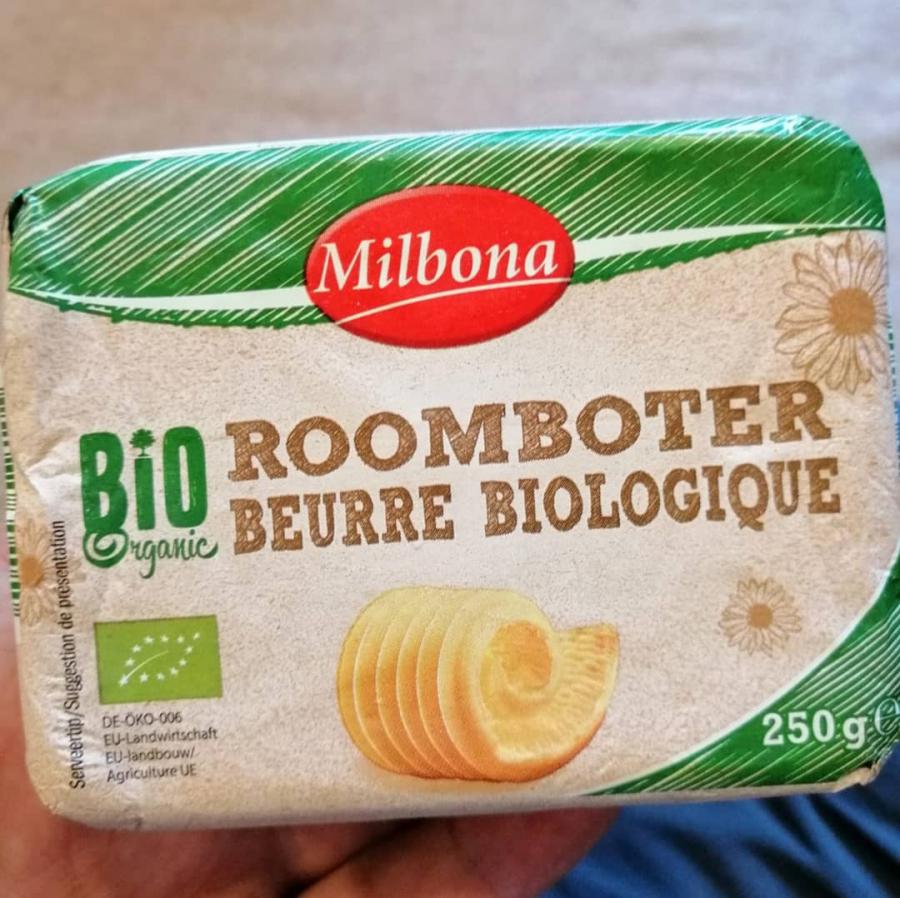 Milbona
BiO
Organic
ROOMBOTER
BEURRE BIOLOGIQUE
Serveertip/Suggestion de présentation
DE-ÖKO-006
EU-Landwirtschaft
EU-landbouw/
Agriculture UE
250 g ℮